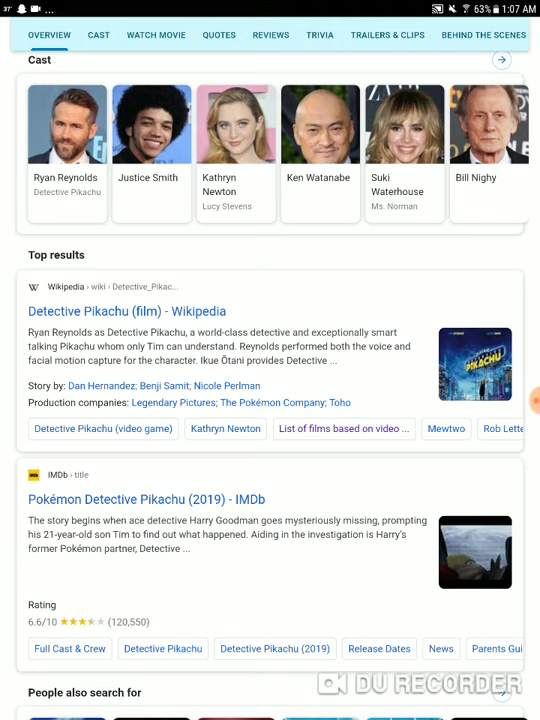 37° ... 63% 1:07 AM
OVERVIEW CAST WATCH MOVIE QUOTES REVIEWS TRIVIA TRAILERS & CLIPS BEHIND THE SCENES
Cast
Ryan Reynolds
Detective Pikachu
Justice Smith
Kathryn
Newton
Lucy Stevens
Ken Watanabe
Suki
Waterhouse
Ms. Norman
Bill Nighy
Top results
W Wikipedia › wiki › Detective_Pikac...
Detective Pikachu (film) - Wikipedia
Ryan Reynolds as Detective Pikachu, a world-class detective and exceptionally smart
talking Pikachu whom only Tim can understand. Reynolds performed both the voice and
facial motion capture for the character. Ikue Ōtani provides Detective ...
PIKACHU
Story by: Dan Hernandez; Benji Samit; Nicole Perlman
Production companies: Legendary Pictures; The Pokémon Company; Toho
Detective Pikachu (video game) Kathryn Newton List of films based on video ... Mewtwo Rob Lette
IMDb › title
Pokémon Detective Pikachu (2019) - IMDb
The story begins when ace detective Harry Goodman goes mysteriously missing, prompting
his 21-year-old son Tim to find out what happened. Aiding in the investigation is Harry's
former Pokémon partner, Detective ...
Rating
6.6/10 (120,550)
Full Cast & Crew Detective Pikachu Detective Pikachu (2019) Release Dates News Parents Gui
DU RECORDER
People also search for